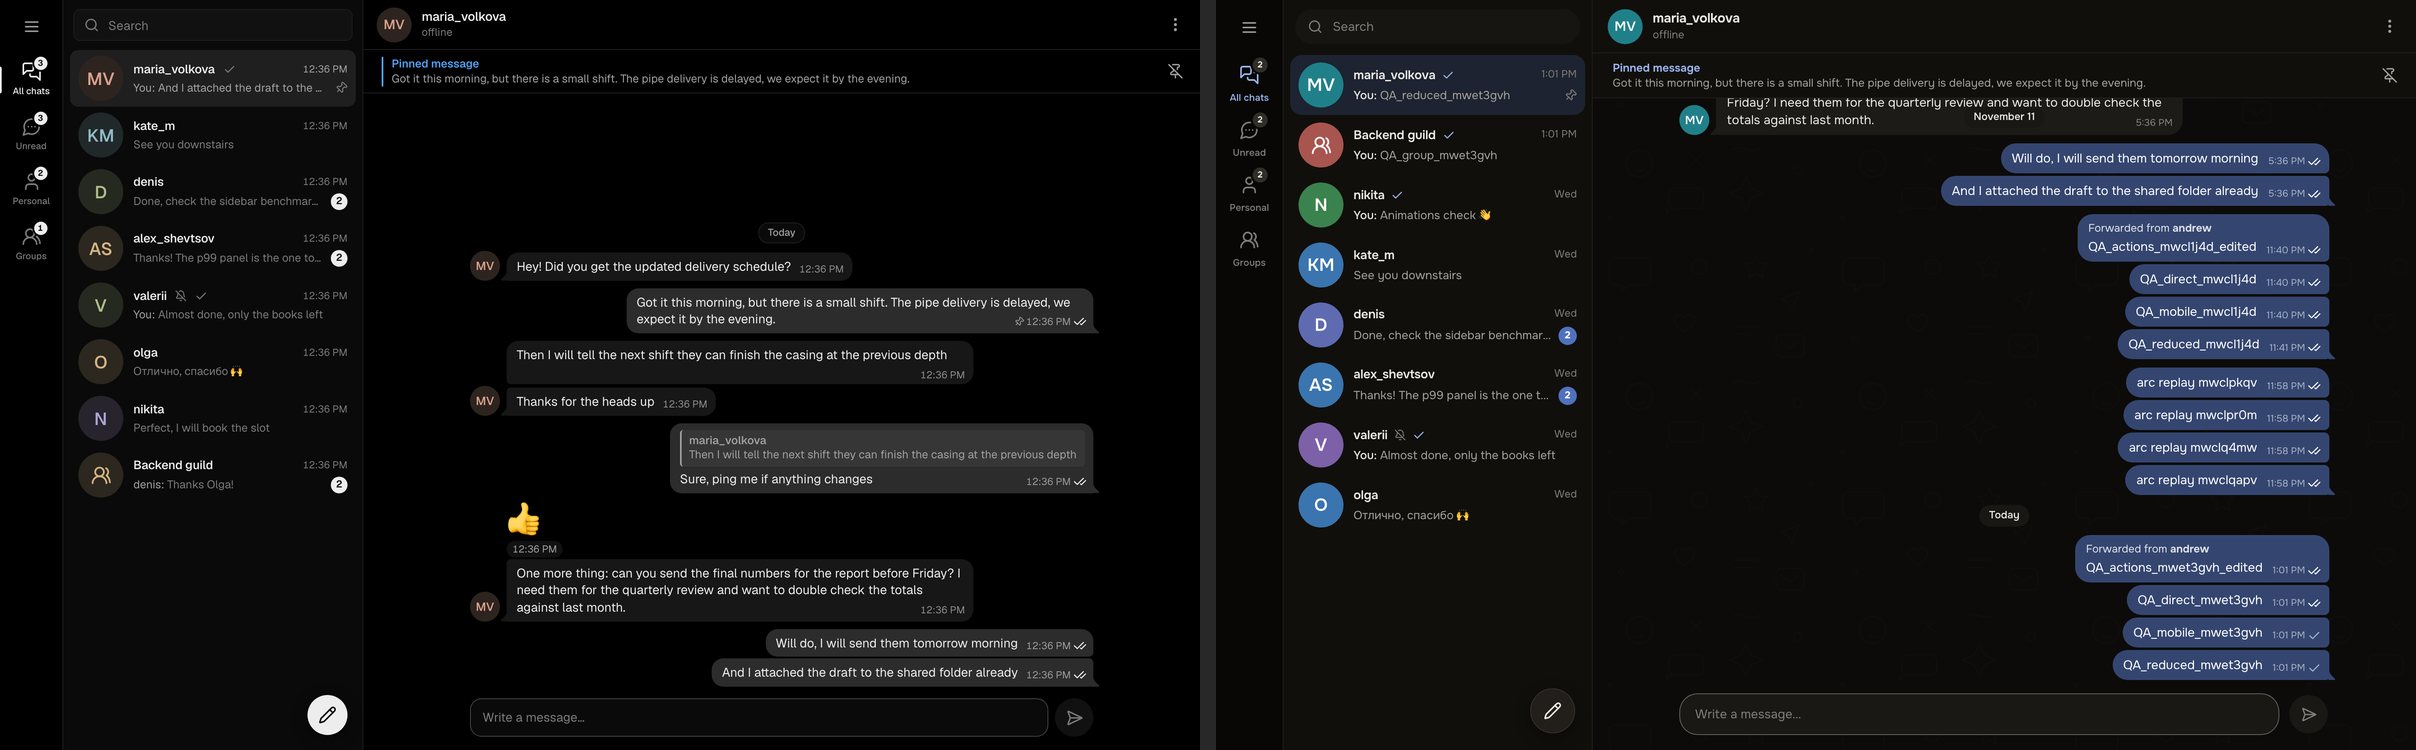 Search
3
All chats
3
Unread
2
Personal
1
Groups
MV
maria_volkova
12:36 PM
You: And I attached the draft to the ...
KM
kate_m
12:36 PM
See you downstairs
D
denis
12:36 PM
Done, check the sidebar benchmar...
2
AS
alex_shevtsov
12:36 PM
Thanks! The p99 panel is the one to...
2
V
valerii
12:36 PM
You: Almost done, only the books left
O
olga
12:36 PM
Отлично, спасибо 🙌
N
nikita
12:36 PM
Perfect, I will book the slot
Backend guild
12:36 PM
denis: Thanks Olga!
2
MV
maria_volkova
offline
Pinned message
Got it this morning, but there is a small shift. The pipe delivery is delayed, we expect it by the evening.
Today
MV
Hey! Did you get the updated delivery schedule? 12:36 PM
Got it this morning, but there is a small shift. The pipe delivery is delayed, we
expect it by the evening. 12:36 PM
Then I will tell the next shift they can finish the casing at the previous depth
12:36 PM
MV
Thanks for the heads up 12:36 PM
maria_volkova
Then I will tell the next shift they can finish the casing at the previous depth
Sure, ping me if anything changes 12:36 PM
👍
12:36 PM
One more thing: can you send the final numbers for the report before Friday? I
need them for the quarterly review and want to double check the totals
against last month. 12:36 PM
MV
Will do, I will send them tomorrow morning 12:36 PM
And I attached the draft to the shared folder already 12:36 PM
Write a message...
Search
2
All chats
2
Unread
2
Personal
Groups
MV
maria_volkova
1:01 PM
You: QA_reduced_mwet3gvh
Backend guild
1:01 PM
You: QA_group_mwet3gvh
N
nikita
Wed
You: Animations check 👋
KM
kate_m
Wed
See you downstairs
D
denis
Wed
Done, check the sidebar benchmar...
2
AS
alex_shevtsov
Wed
Thanks! The p99 panel is the one t...
2
V
valerii
Wed
You: Almost done, only the books left
O
olga
Wed
Отлично, спасибо 🙌
MV
maria_volkova
offline
Pinned message
Got it this morning, but there is a small shift. The pipe delivery is delayed, we expect it by the evening.
Friday? I need them for the quarterly review and want to double check the
totals against last month. 5:36 PM
MV
November 11
Will do, I will send them tomorrow morning 5:36 PM
And I attached the draft to the shared folder already 5:36 PM
Forwarded from andrew
QA_actions_mwcl1j4d_edited 11:40 PM
QA_direct_mwcl1j4d 11:40 PM
QA_mobile_mwcl1j4d 11:40 PM
QA_reduced_mwcl1j4d 11:41 PM
arc replay mwclpkqv 11:58 PM
arc replay mwclpr0m 11:58 PM
arc replay mwclq4mw 11:58 PM
arc replay mwclqapv 11:58 PM
Today
Forwarded from andrew
QA_actions_mwet3gvh_edited 1:01 PM
QA_direct_mwet3gvh 1:01 PM
QA_mobile_mwet3gvh 1:01 PM
QA_reduced_mwet3gvh 1:01 PM
Write a message...